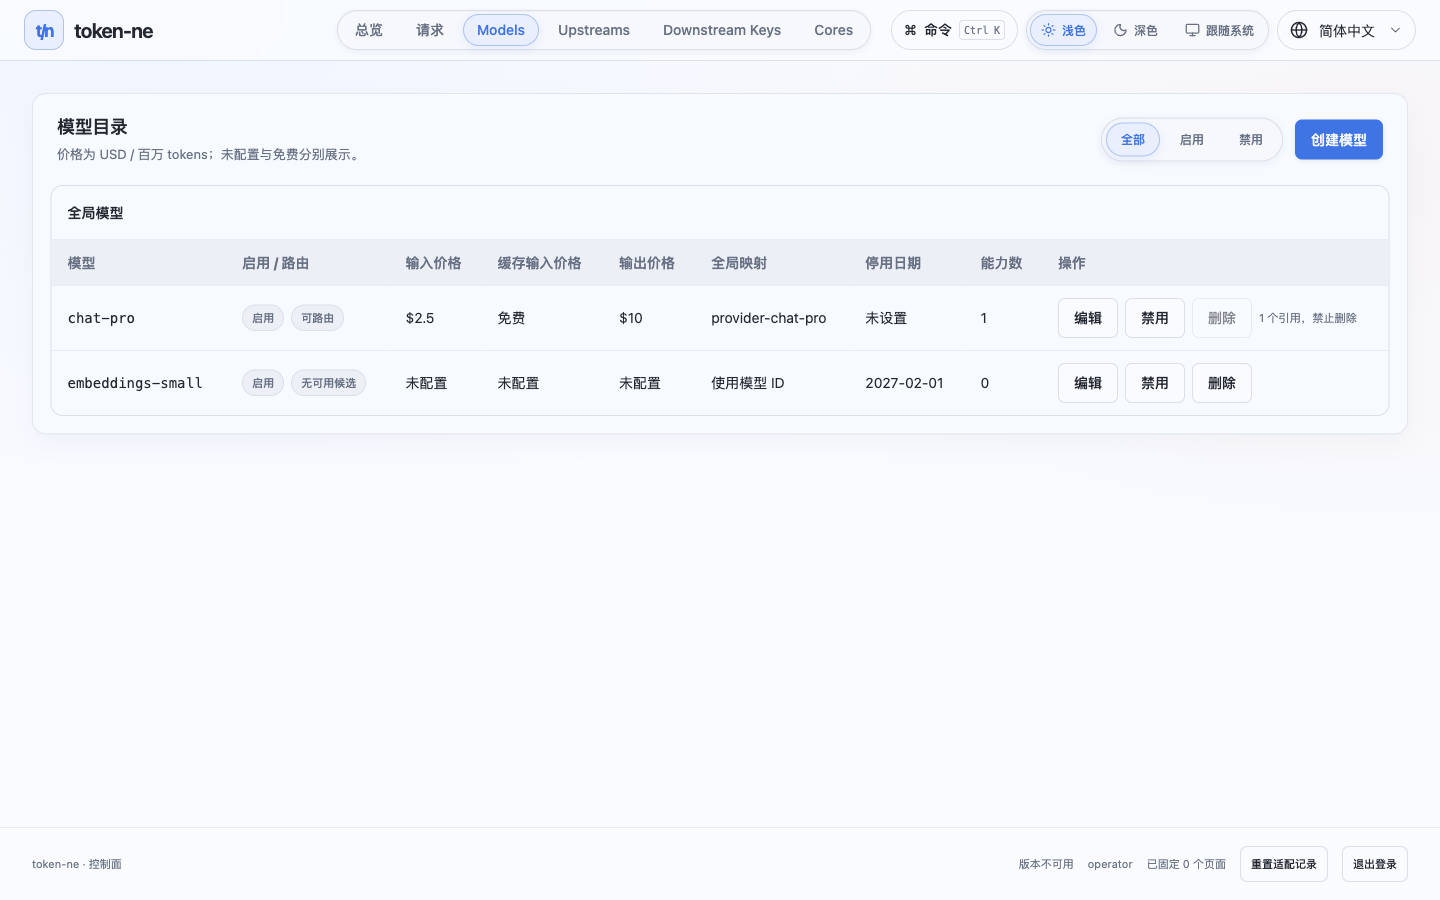 t/n token-ne 总览 请求 Models Upstreams Downstream Keys Cores ⌘ 命令 Ctrl K 浅色 深色 跟随系统 简体中文
模型目录
价格为 USD / 百万 tokens；未配置与免费分别展示。
全部 启用 禁用 创建模型
全局模型
模型 启用 / 路由 输入价格 缓存输入价格 输出价格 全局映射 停用日期 能力数 操作
chat-pro 启用 可路由 $2.5 免费 $10 provider-chat-pro 未设置 1 编辑 禁用 删除 1 个引用，禁止删除
embeddings-small 启用 无可用候选 未配置 未配置 未配置 使用模型 ID 2027-02-01 0 编辑 禁用 删除
token-ne · 控制面 版本不可用 operator 已固定 0 个页面 重置适配记录 退出登录